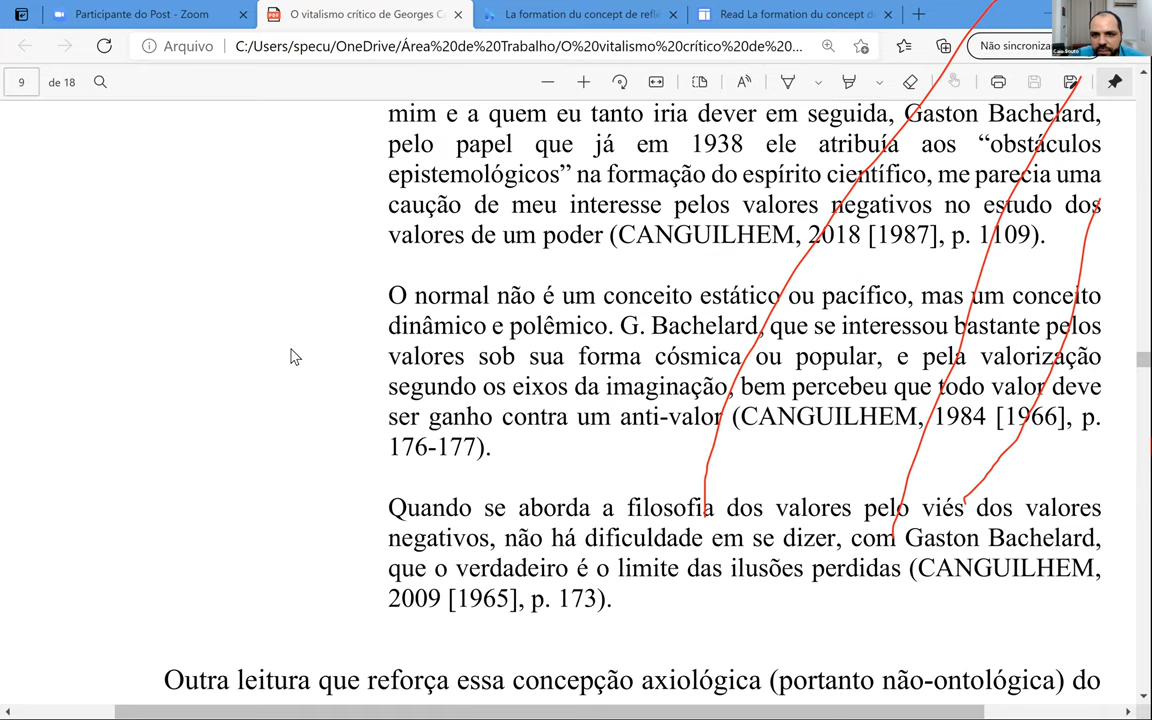 Participante do Post - Zoom
O vitalismo crítico de Georges C
La formation du concept de refle
Read La formation du concept d
Arquivo
C:/Users/specu/OneDrive/Área%20de%20Trabalho/O%20vitalismo%20crítico%20de%20...
Não sincroniza
Caio Souto
9
de 18
mim e a quem eu tanto iria dever em seguida, Gaston Bachelard,
pelo papel que já em 1938 ele atribuía aos “obstáculos
epistemológicos” na formação do espírito científico, me parecia uma
caução de meu interesse pelos valores negativos no estudo dos
valores de um poder (CANGUILHEM, 2018 [1987], p. 1109).
O normal não é um conceito estático ou pacífico, mas um conceito
dinâmico e polêmico. G. Bachelard, que se interessou bastante pelos
valores sob sua forma cósmica ou popular, e pela valorização
segundo os eixos da imaginação, bem percebeu que todo valor deve
ser ganho contra um anti-valor (CANGUILHEM, 1984 [1966], p.
176-177).
Quando se aborda a filosofia dos valores pelo viés dos valores
negativos, não há dificuldade em se dizer, com Gaston Bachelard,
que o verdadeiro é o limite das ilusões perdidas (CANGUILHEM,
2009 [1965], p. 173).
Outra leitura que reforça essa concepção axiológica (portanto não-ontológica) do